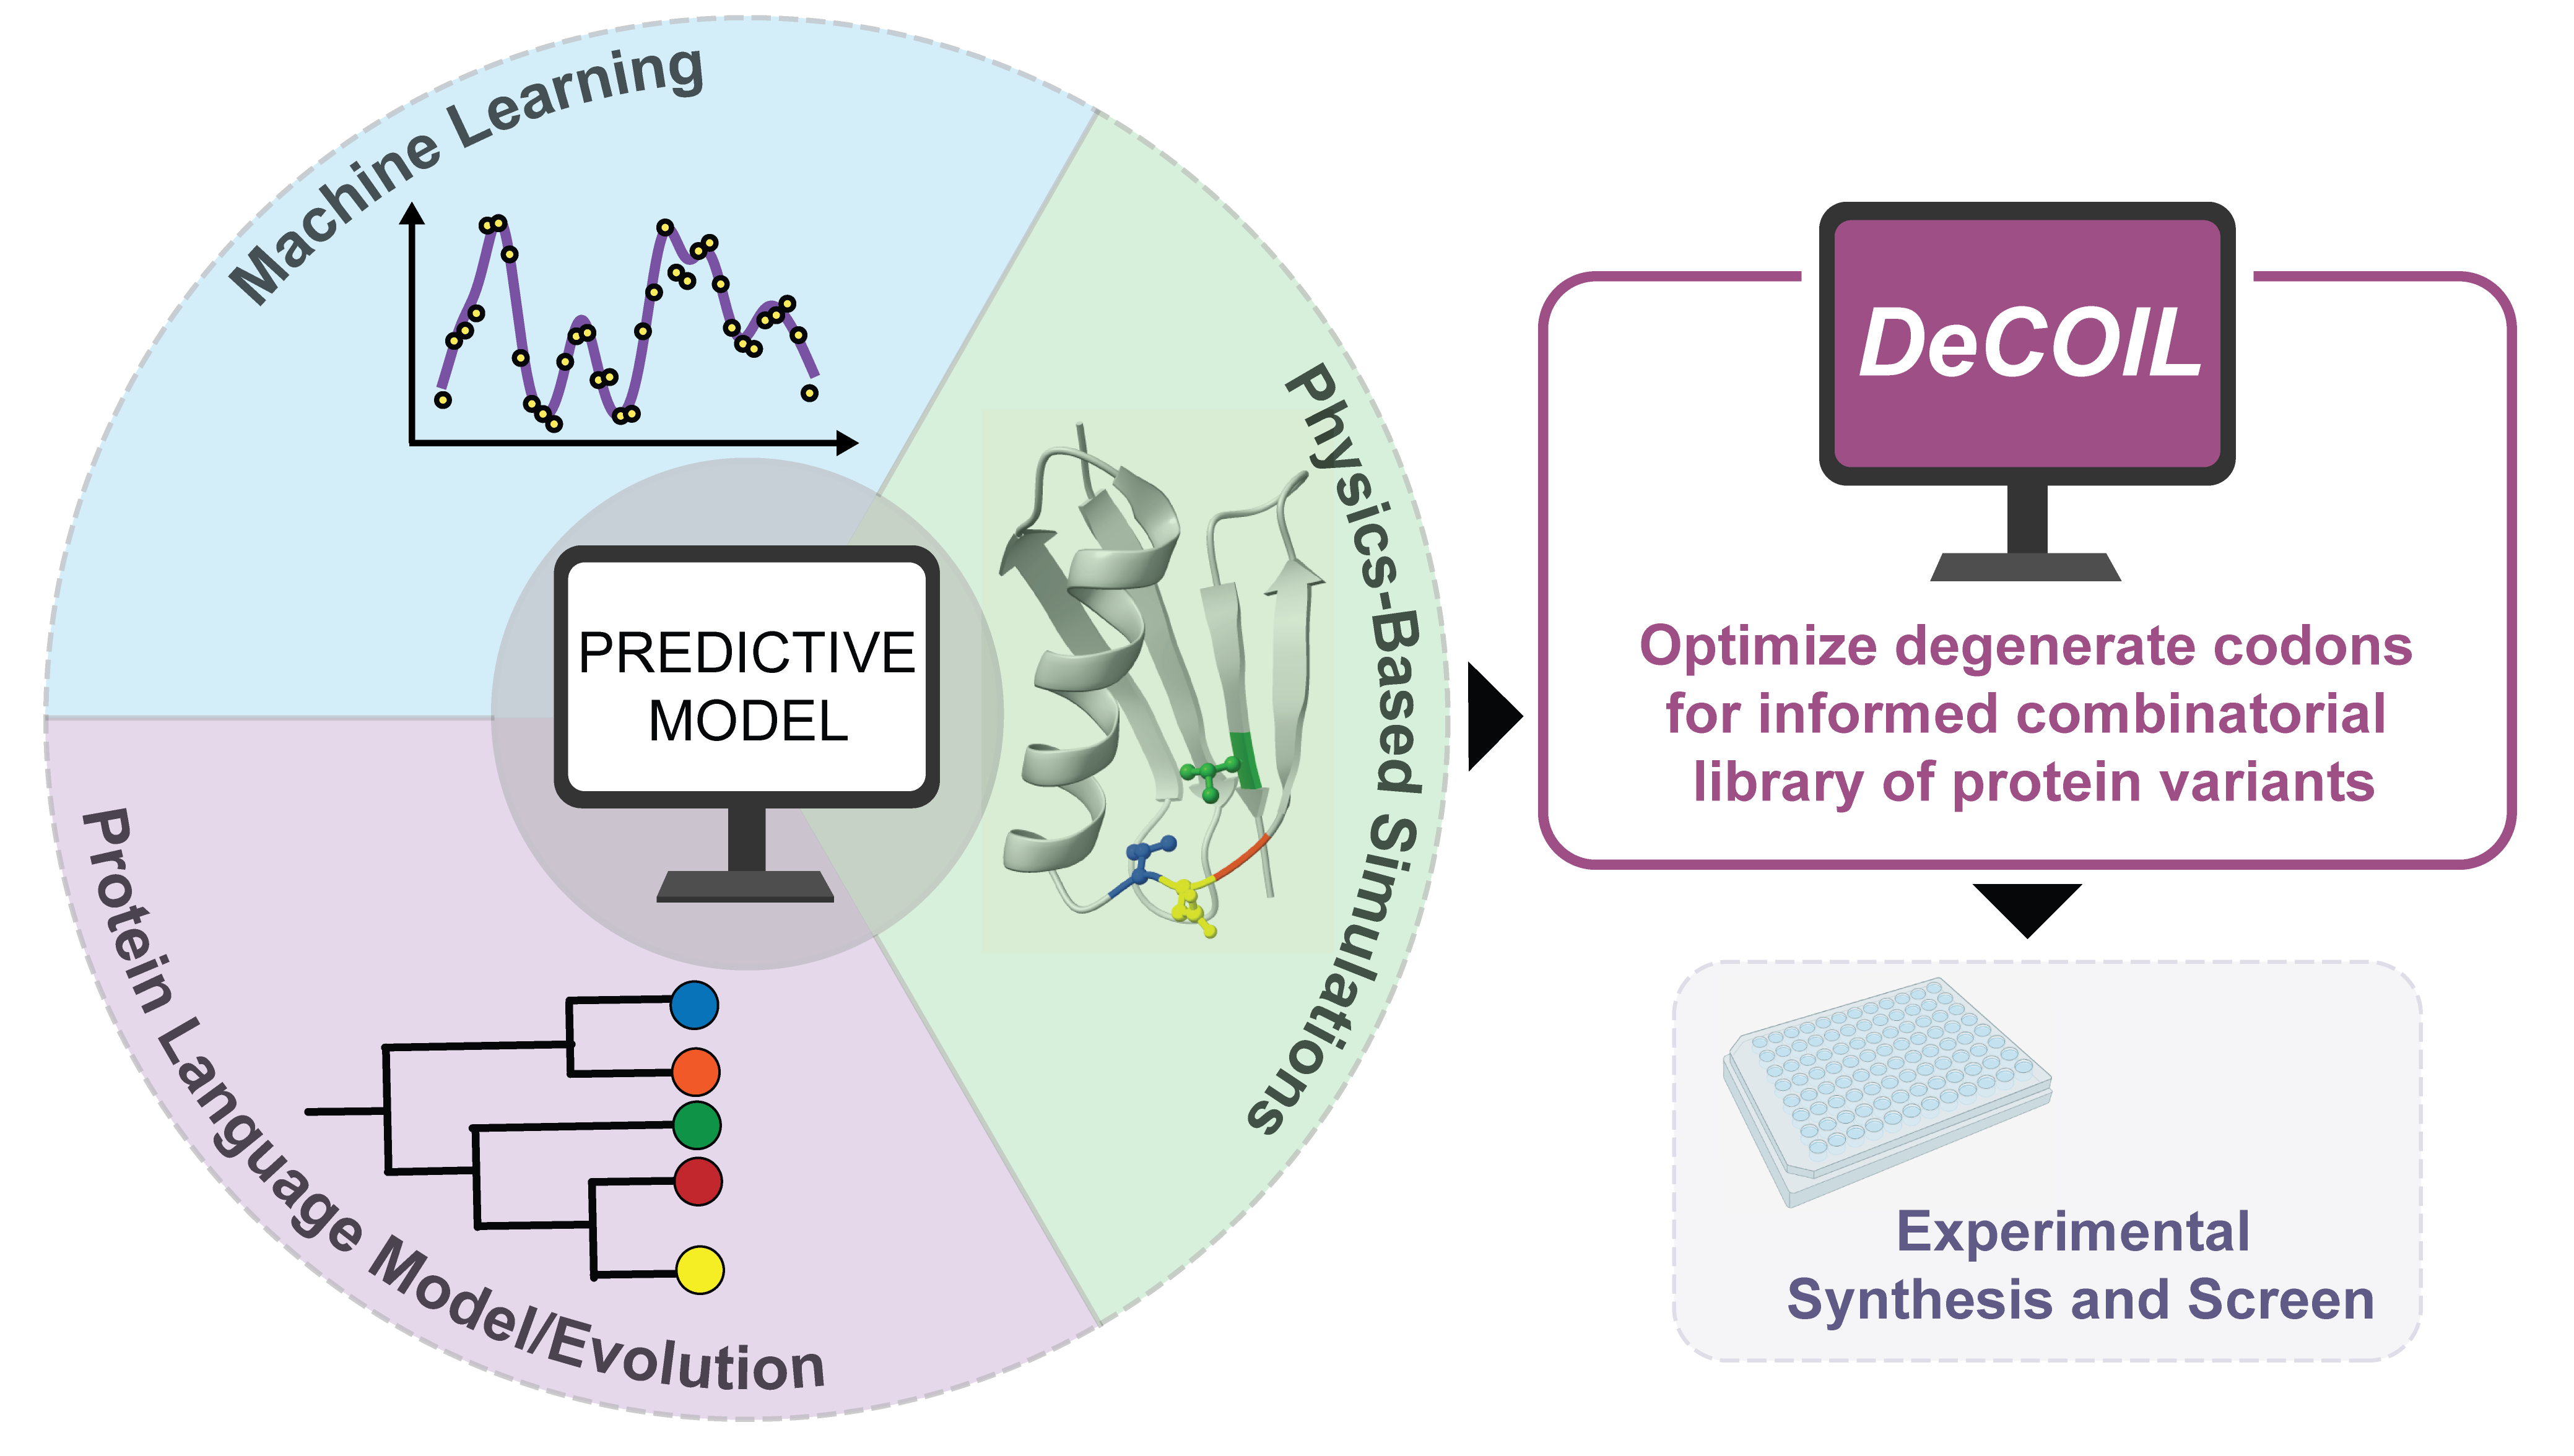 Machine Learning
Physics-Based Simulations
Protein Language Model/Evolution
PREDICTIVE
MODEL
DeCOIL
Optimize degenerate codons
for informed combinatorial
library of protein variants
Experimental
Synthesis and Screen